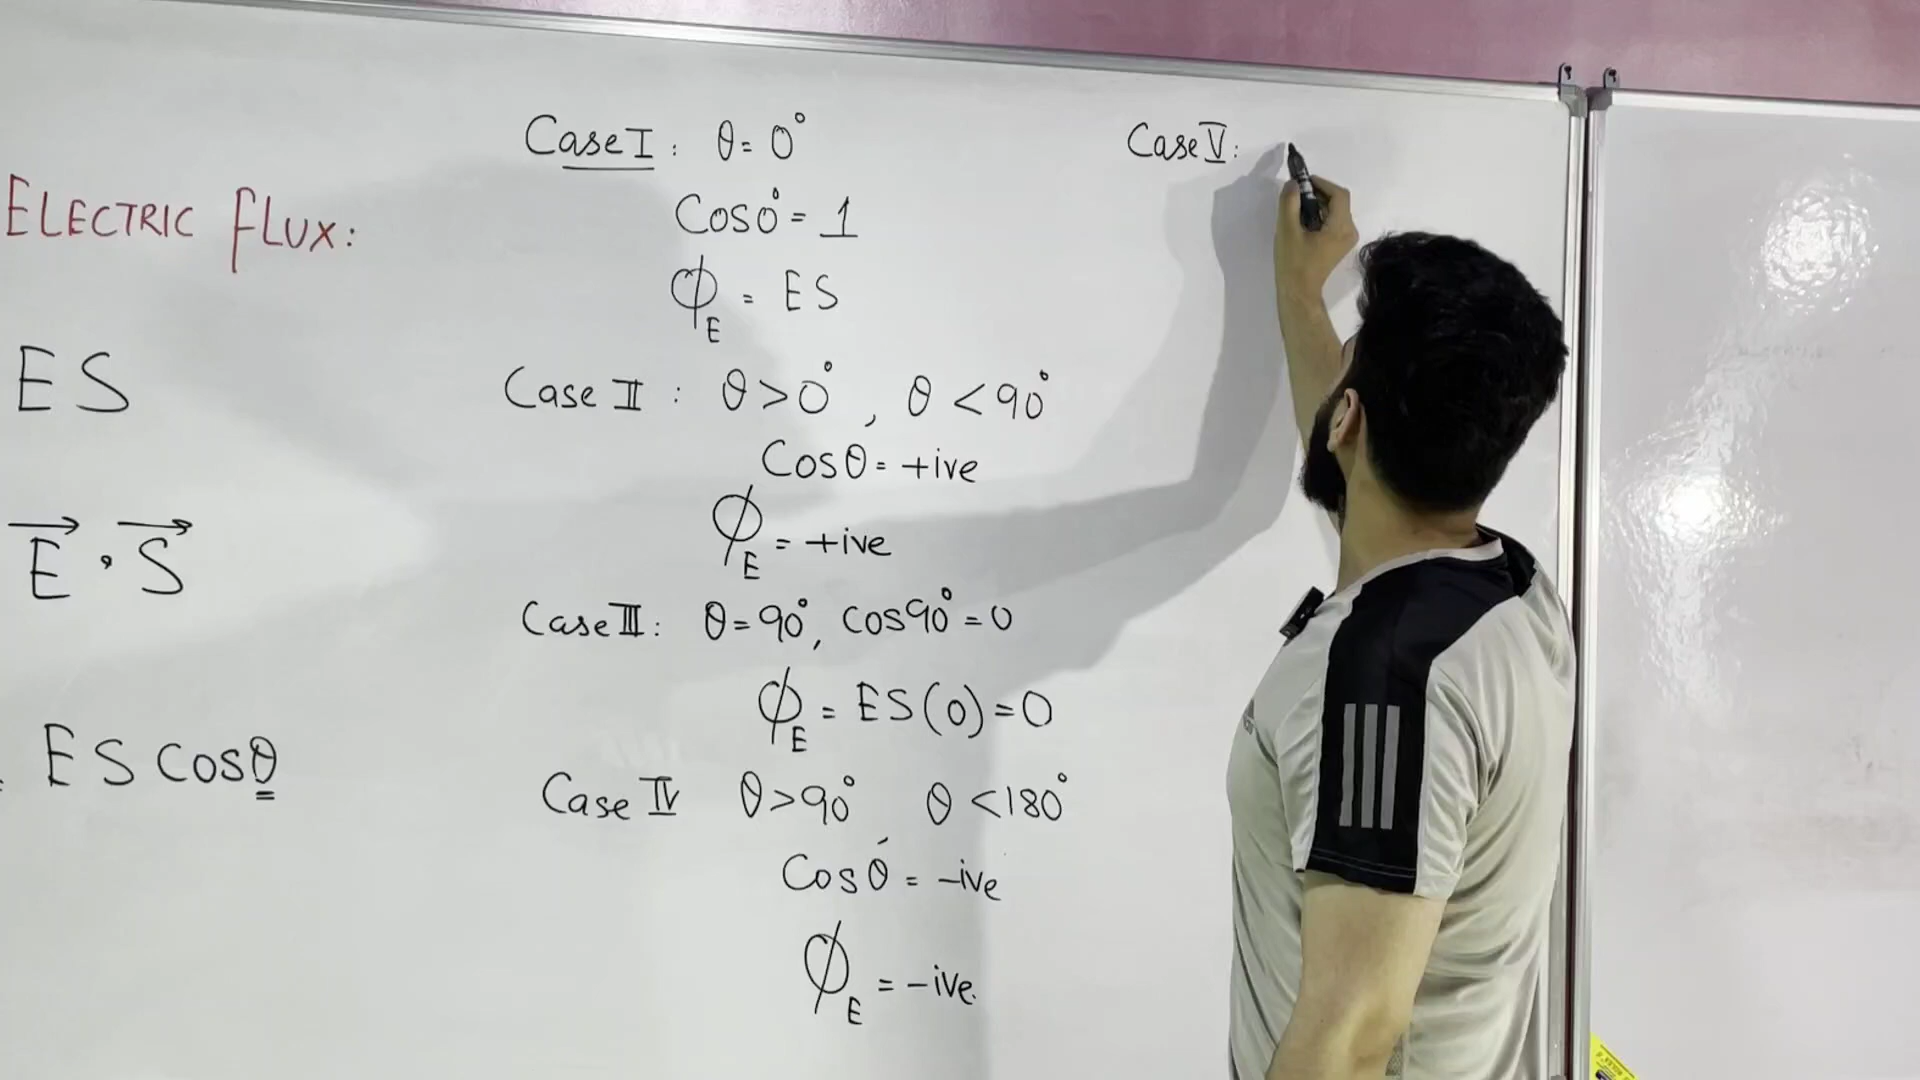 ELECTRIC FLUX:
ES
E⃗ . S⃗
ES Cosθ
Case I : θ = 0°
Cos0° = 1
ϕE = ES
Case II : θ > 0° , θ < 90°
Cosθ = +ive
ϕE = +ive
Case III : θ = 90°, Cos90° = 0
ϕE = ES(0) = 0
Case IV θ > 90° θ < 180°
Cosθ = -ive
ϕE = -ive.
Case V: